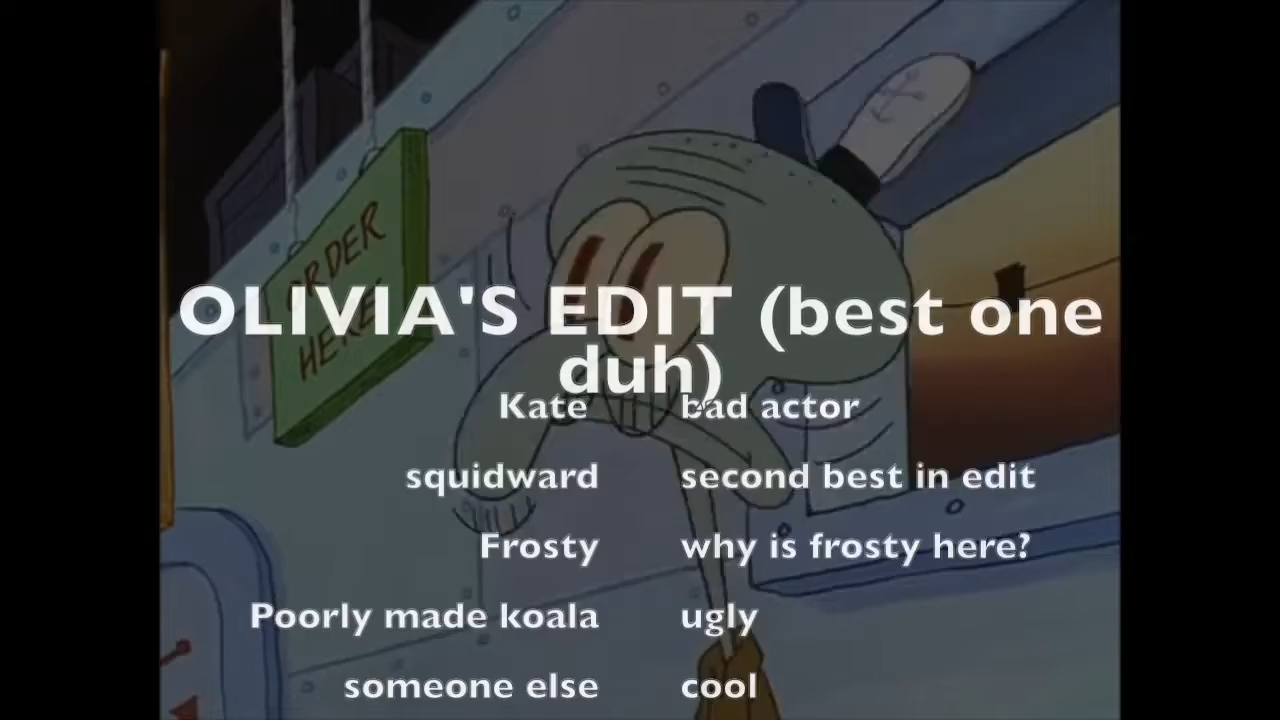 ORDER
HERE
OLIVIA'S EDIT (best one
duh)
Kate bad actor
squidward second best in edit
Frosty why is frosty here?
Poorly made koala ugly
someone else cool